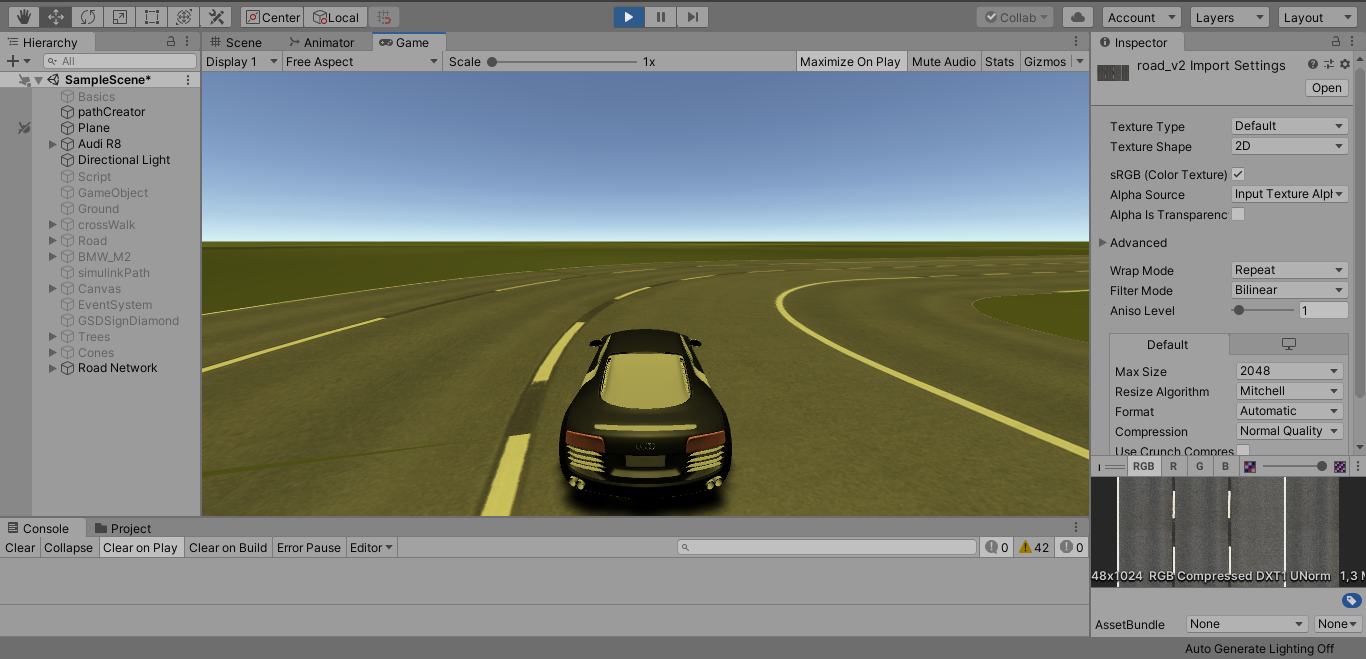 Center Local
Collab Account Layers Layout
Hierarchy
All
SampleScene*
Basics
pathCreator
Plane
Audi R8
Directional Light
Script
GameObject
Ground
crossWalk
Road
BMW_M2
simulinkPath
Canvas
EventSystem
GSDSignDiamond
Trees
Cones
Road Network
Scene Animator Game
Display 1 Free Aspect Scale 1x Maximize On Play Mute Audio Stats Gizmos
Inspector
road_v2 Import Settings
Open
Texture Type Default
Texture Shape 2D
sRGB (Color Texture)
Alpha Source Input Texture Alph
Alpha Is Transparenc
Advanced
Wrap Mode Repeat
Filter Mode Bilinear
Aniso Level 1
Default
Max Size 2048
Resize Algorithm Mitchell
Format Automatic
Compression Normal Quality
Use Crunch Compres
RGB R G B
48x1024 RGB Compressed DXT1 UNorm 1,3 M
AssetBundle None None
Console Project
Clear Collapse Clear on Play Clear on Build Error Pause Editor 0 42 0
Auto Generate Lighting Off